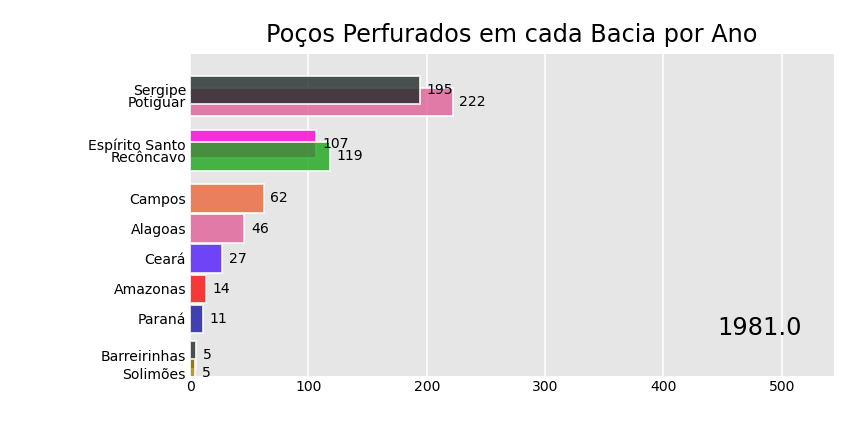 Poços Perfurados em cada Bacia por Ano
Sergipe 195
Potiguar 222
Espírito Santo 107
Recôncavo 119
Campos 62
Alagoas 46
Ceará 27
Amazonas 14
Paraná 11
1981.0
Barreirinhas 5
Solimões 5
0 100 200 300 400 500